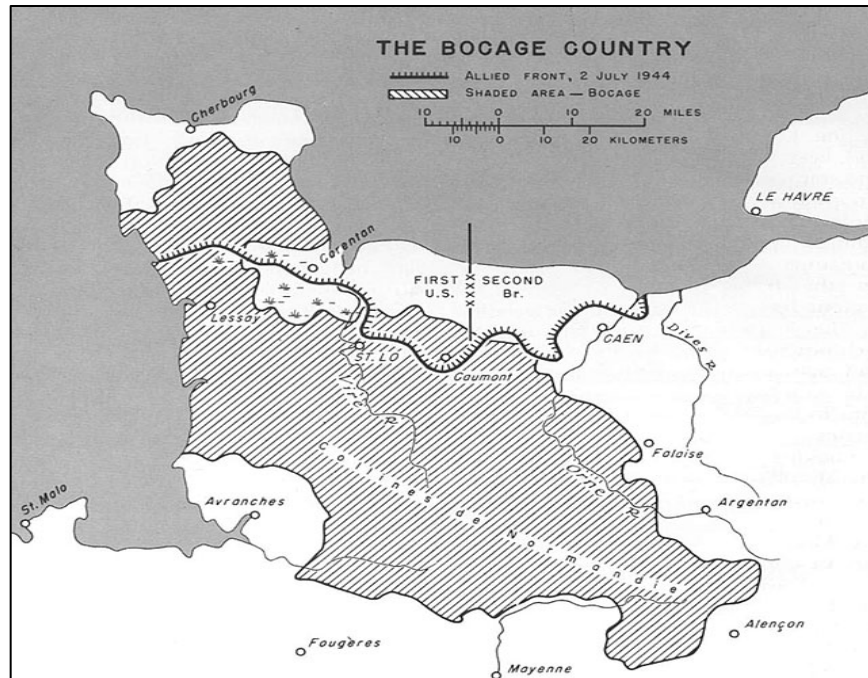 THE BOCAGE COUNTRY
ALLIED FRONT, 2 JULY 1944
SHADED AREA — BOCAGE
10 0 10 20 MILES
10 0 10 20 KILOMETERS
Cherbourg
LE HAVRE
Carentan
FIRST SECOND
U.S. Br.
Lessay
ST. LO
Caumont
CAEN
Dives R.
Vire R.
Falaise
Collines de Normandie
Orne R.
Argentan
St. Malo
Avranches
Alençon
Fougères
Mayenne